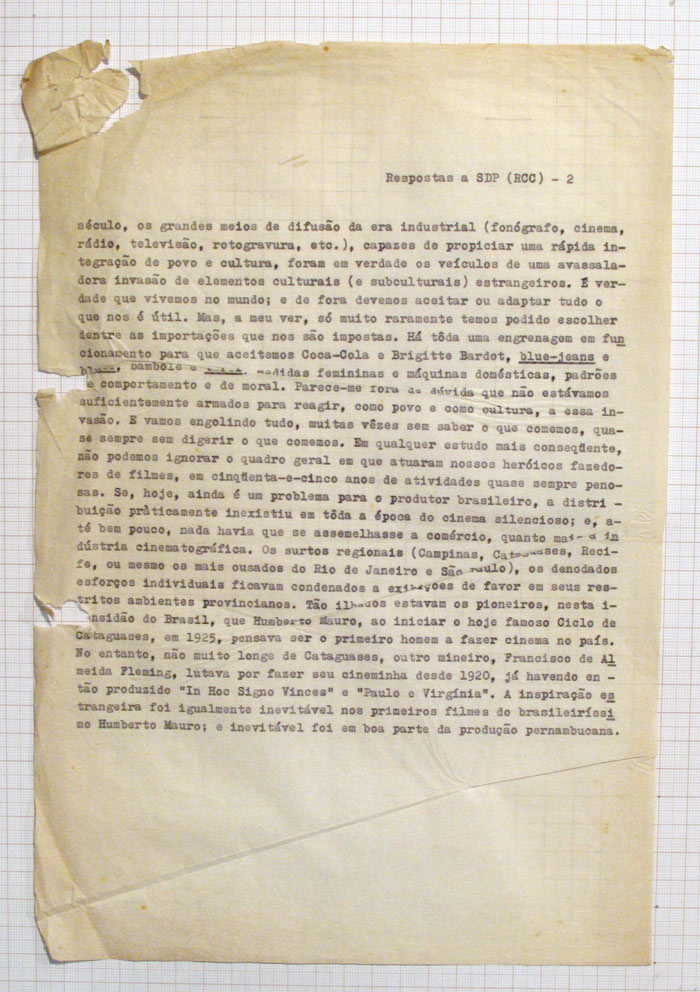 Respostas a SDP (RCC) - 2
século, os grandes meios de difusão da era industrial (fonógrafo, cinema,
rádio, televisão, rotogravura, etc.), capazes de propiciar uma rápida in-
tegração de povo e cultura, foram em verdade os veículos de uma avassala-
dora invasão de elementos culturais (e subculturais) estrangeiros. É ver-
dade que vivemos no mundo; e de fora devemos aceitar ou adaptar tudo o
que nos é útil. Mas, a meu ver, só muito raramente temos podido escolher
dentre as importações que nos são impostas. Há tôda uma engrenagem em fun
cionamento para que aceitemos Coca-Cola e Brigitte Bardot, blue-jeans e
bambolê e medidas femininas e máquinas domésticas, padrões
e comportamento e de moral. Parece-me fora de dúvida que não estávamos
suficientemente armados para reagir, como povo e como cultura, a essa in-
vasão. E vamos engolindo tudo, muitas vêzes sem saber o que comemos, qua-
se sempre sem digerir o que comemos. Em qualquer estudo mais conseqüente,
não podemos ignorar o quadro geral em que atuaram nossos heróicos fazedo-
res de filmes, em cinqüenta-e-cinco anos de atividades quase sempre peno-
sas. Se, hoje, ainda é um problema para o produtor brasileiro, a distri -
buição pràticamente inexistiu em tôda a época do cinema silencioso; e, a-
té bem pouco, nada havia que se assemelhasse a comércio, quanto mais a in
dústria cinematográfica. Os surtos regionais (Campinas, Cataguases, Reci-
fe, ou mesmo os mais ousados do Rio de Janeiro e São Paulo), os denodados
esforços individuais ficavam condenados a exibições de favor em seus res-
tritos ambientes provincianos. Tão ilhados estavam os pioneiros, nesta i-
mensidão do Brasil, que Humberto Mauro, ao iniciar o hoje famoso Ciclo de
Cataguases, em 1925, pensava ser o primeiro homem a fazer cinema no país.
No entanto, não muito longe de Cataguases, outro mineiro, Francisco de Al
meida Fleming, lutava por fazer seu cineminha desde 1920, já havendo en -
tão produzido "In Hoc Signo Vinces" e "Paulo e Virgínia". A inspiração es
trangeira foi igualmente inevitável nos primeiros filmes do brasileiríssi
mo Humberto Mauro; e inevitável foi em boa parte da produção pernambucana.